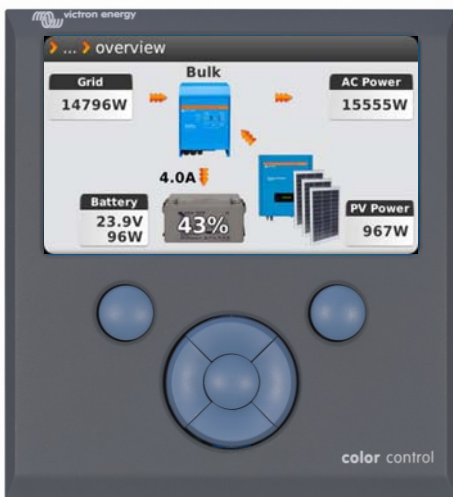 victron energy
... overview
Bulk
Grid
14796W
AC Power
15555W
4.0A
Battery
23.9V
96W
43%
PV Power
967W
color control